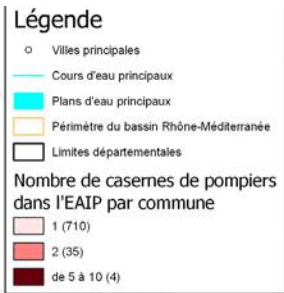 Légende
Villes principales
Cours d'eau principaux
Plans d'eau principaux
Périmètre du bassin Rhône-Méditerranée
Limites départementales
Nombre de casernes de pompiers
dans l'EAIP par commune
1 (710)
2 (35)
de 5 à 10 (4)